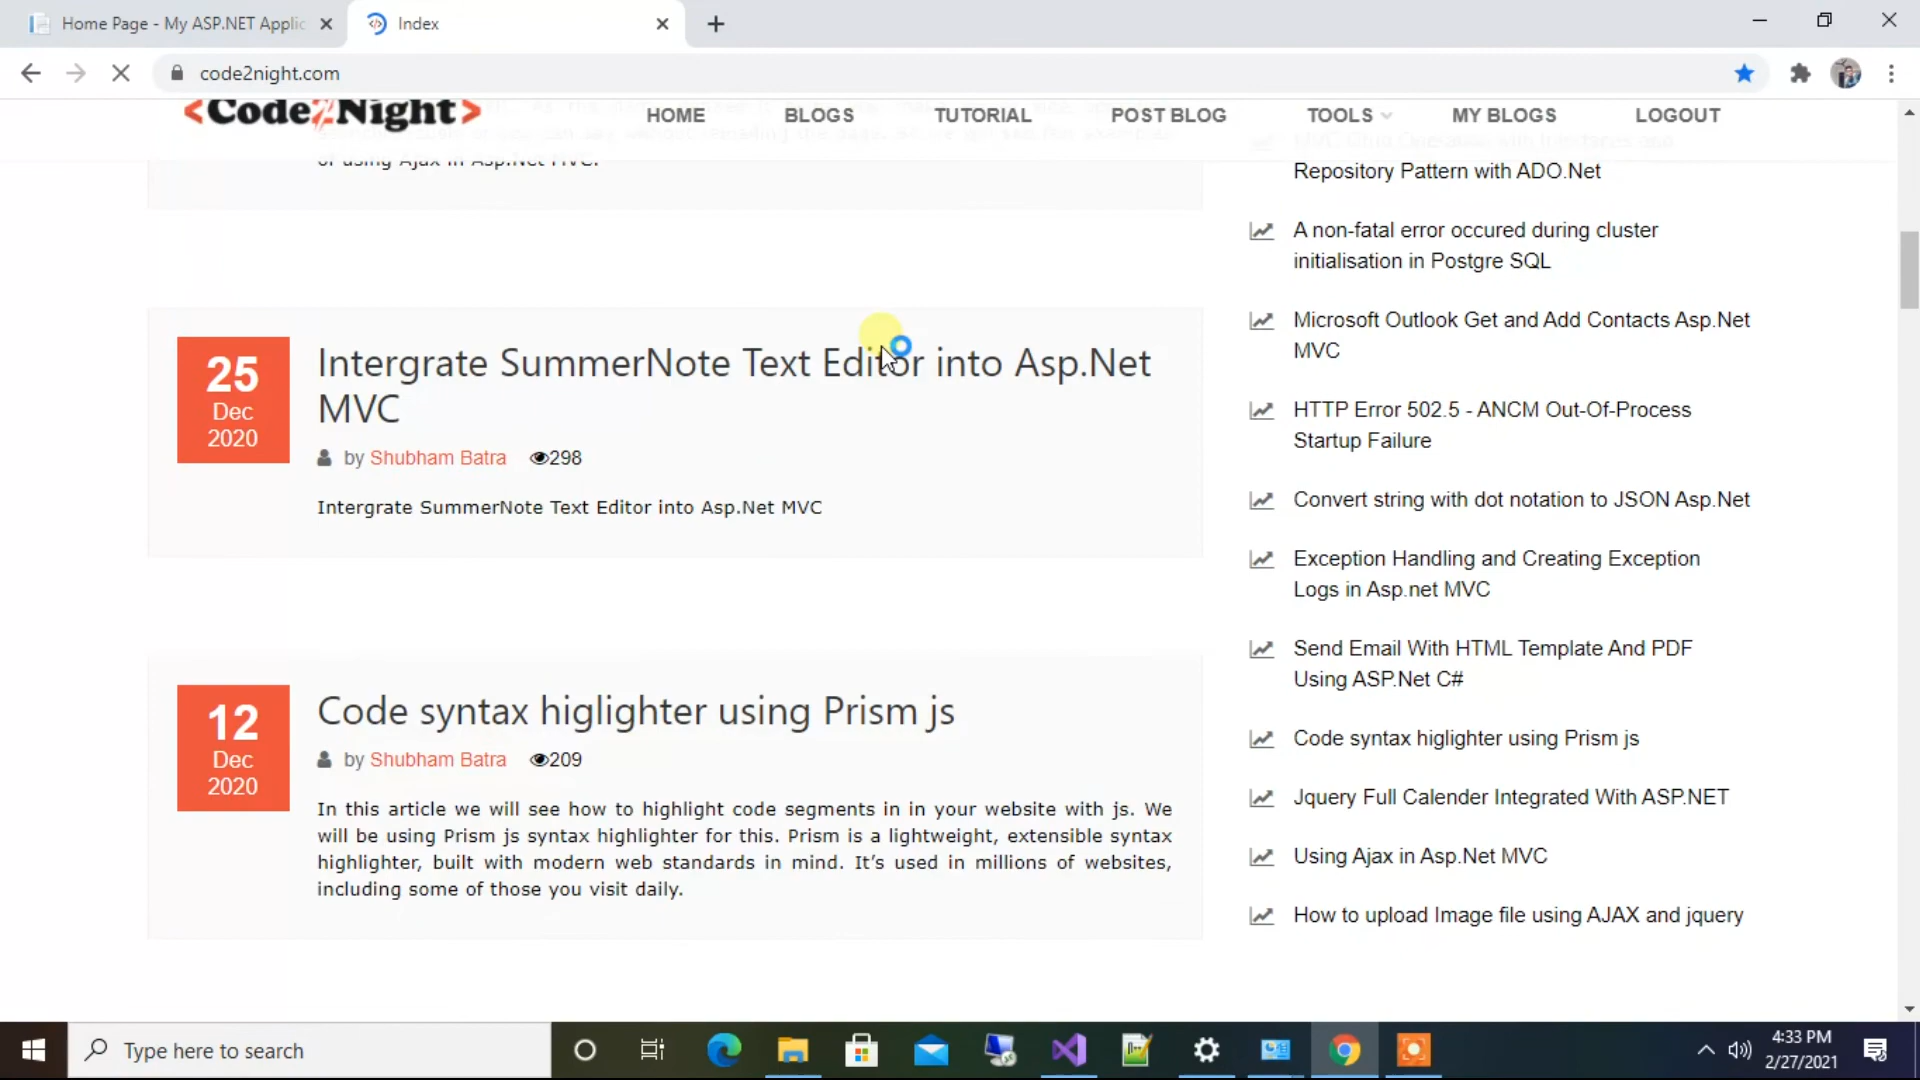 Home Page - My ASP.NET Applic
Index
code2night.com
<Code2Night>
HOME
BLOGS
TUTORIAL
POST BLOG
TOOLS
MY BLOGS
LOGOUT
of using Ajax in Asp.Net MVC.
25
Dec
2020
Intergrate SummerNote Text Editor into Asp.Net
MVC
by Shubham Batra 298
Intergrate SummerNote Text Editor into Asp.Net MVC
12
Dec
2020
Code syntax higlighter using Prism js
by Shubham Batra 209
In this article we will see how to highlight code segments in in your website with js. We
will be using Prism js syntax highlighter for this. Prism is a lightweight, extensible syntax
highlighter, built with modern web standards in mind. It’s used in millions of websites,
including some of those you visit daily.
Repository Pattern with ADO.Net
A non-fatal error occured during cluster
initialisation in Postgre SQL
Microsoft Outlook Get and Add Contacts Asp.Net
MVC
HTTP Error 502.5 - ANCM Out-Of-Process
Startup Failure
Convert string with dot notation to JSON Asp.Net
Exception Handling and Creating Exception
Logs in Asp.net MVC
Send Email With HTML Template And PDF
Using ASP.Net C#
Code syntax higlighter using Prism js
Jquery Full Calender Integrated With ASP.NET
Using Ajax in Asp.Net MVC
How to upload Image file using AJAX and jquery
Type here to search
4:33 PM
2/27/2021